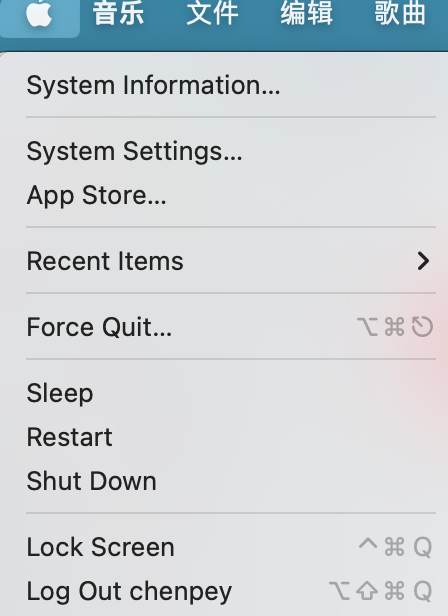 音乐 文件 编辑 歌曲
System Information...
System Settings...
App Store...
Recent Items
Force Quit... ⌥⌘⎋
Sleep
Restart
Shut Down
Lock Screen ^⌘Q
Log Out chenpey ⌥⇧⌘Q